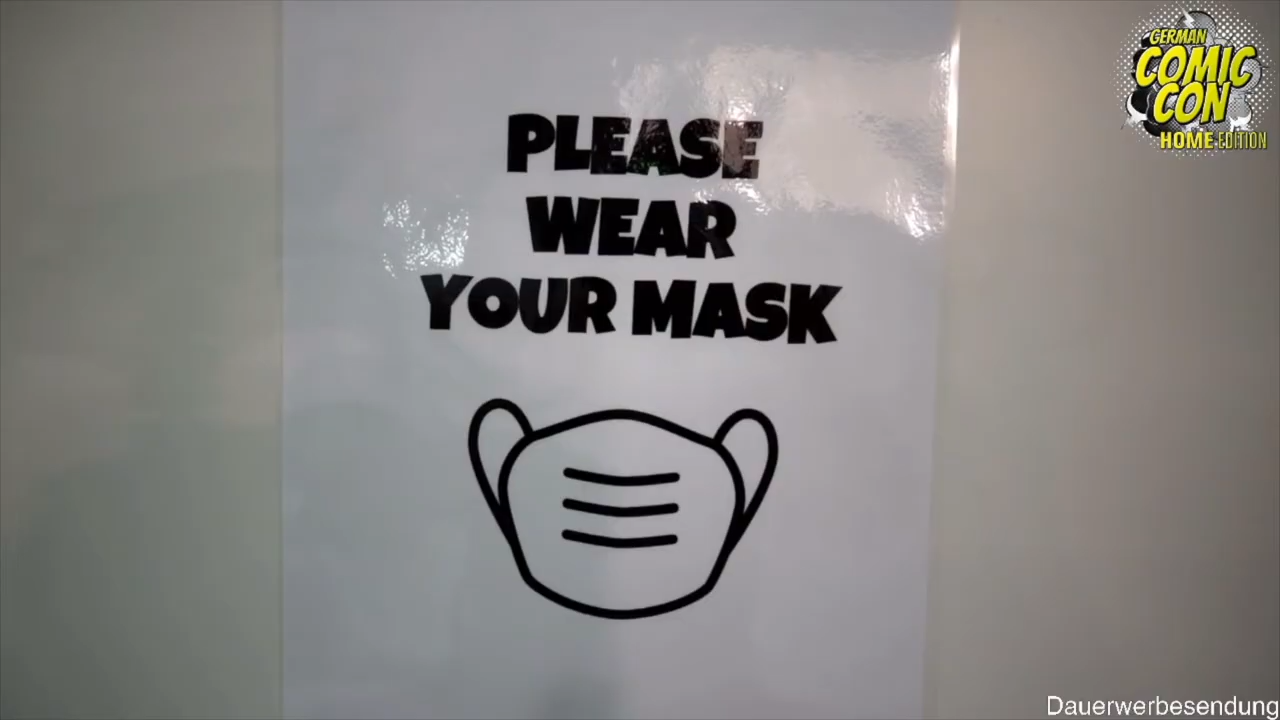 GERMAN
COMIC
CON
HOME EDITION
PLEASE
WEAR
YOUR MASK
Dauerwerbesendung